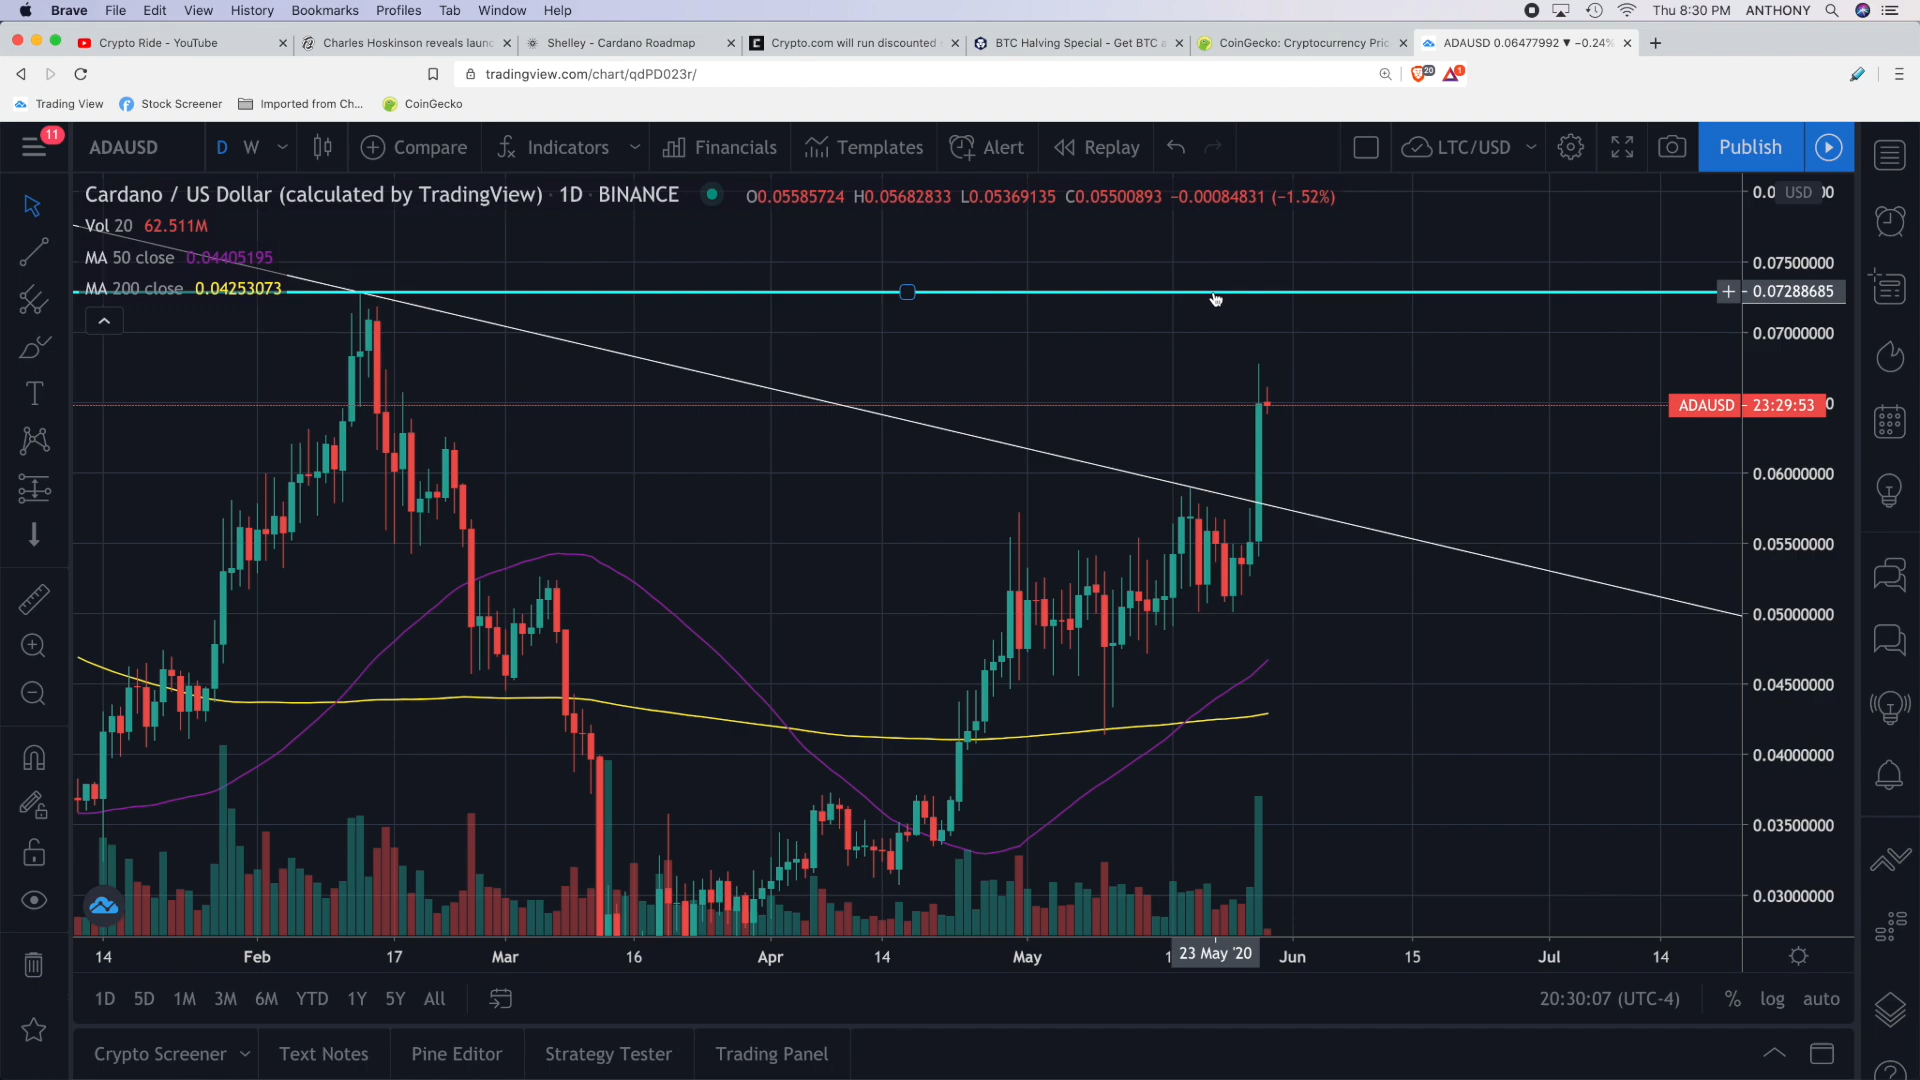 Brave File Edit View History Bookmarks Profiles Tab Window Help Thu 8:30 PM ANTHONY
Crypto Ride - YouTube Charles Hoskinson reveals laun Shelley - Cardano Roadmap Crypto.com will run discounted BTC Halving Special - Get BTC CoinGecko: Cryptocurrency Pric ADAUSD 0.06477992 ▼ −0.24%
tradingview.com/chart/qdPD023r/ 20 1
Trading View Stock Screener Imported from Ch... CoinGecko
11 ADAUSD D W Compare Indicators Financials Templates Alert Replay LTC/USD Publish
Cardano / US Dollar (calculated by TradingView) · 1D · BINANCE O0.05585724 H0.05682833 L0.05369135 C0.05500893 −0.00084831 (−1.52%)
USD
Vol 20 62.511M
MA 50 close 0.04405195
0.07500000
MA 200 close 0.04253073
0.07288685
0.07000000
ADAUSD 23:29:53
0.06000000
0.05500000
0.05000000
0.04500000
0.04000000
0.03500000
0.03000000
14 Feb 17 Mar 16 Apr 14 May 23 May '20 Jun 15 Jul 14
1D 5D 1M 3M 6M YTD 1Y 5Y All 20:30:07 (UTC-4) % log auto
Crypto Screener Text Notes Pine Editor Strategy Tester Trading Panel